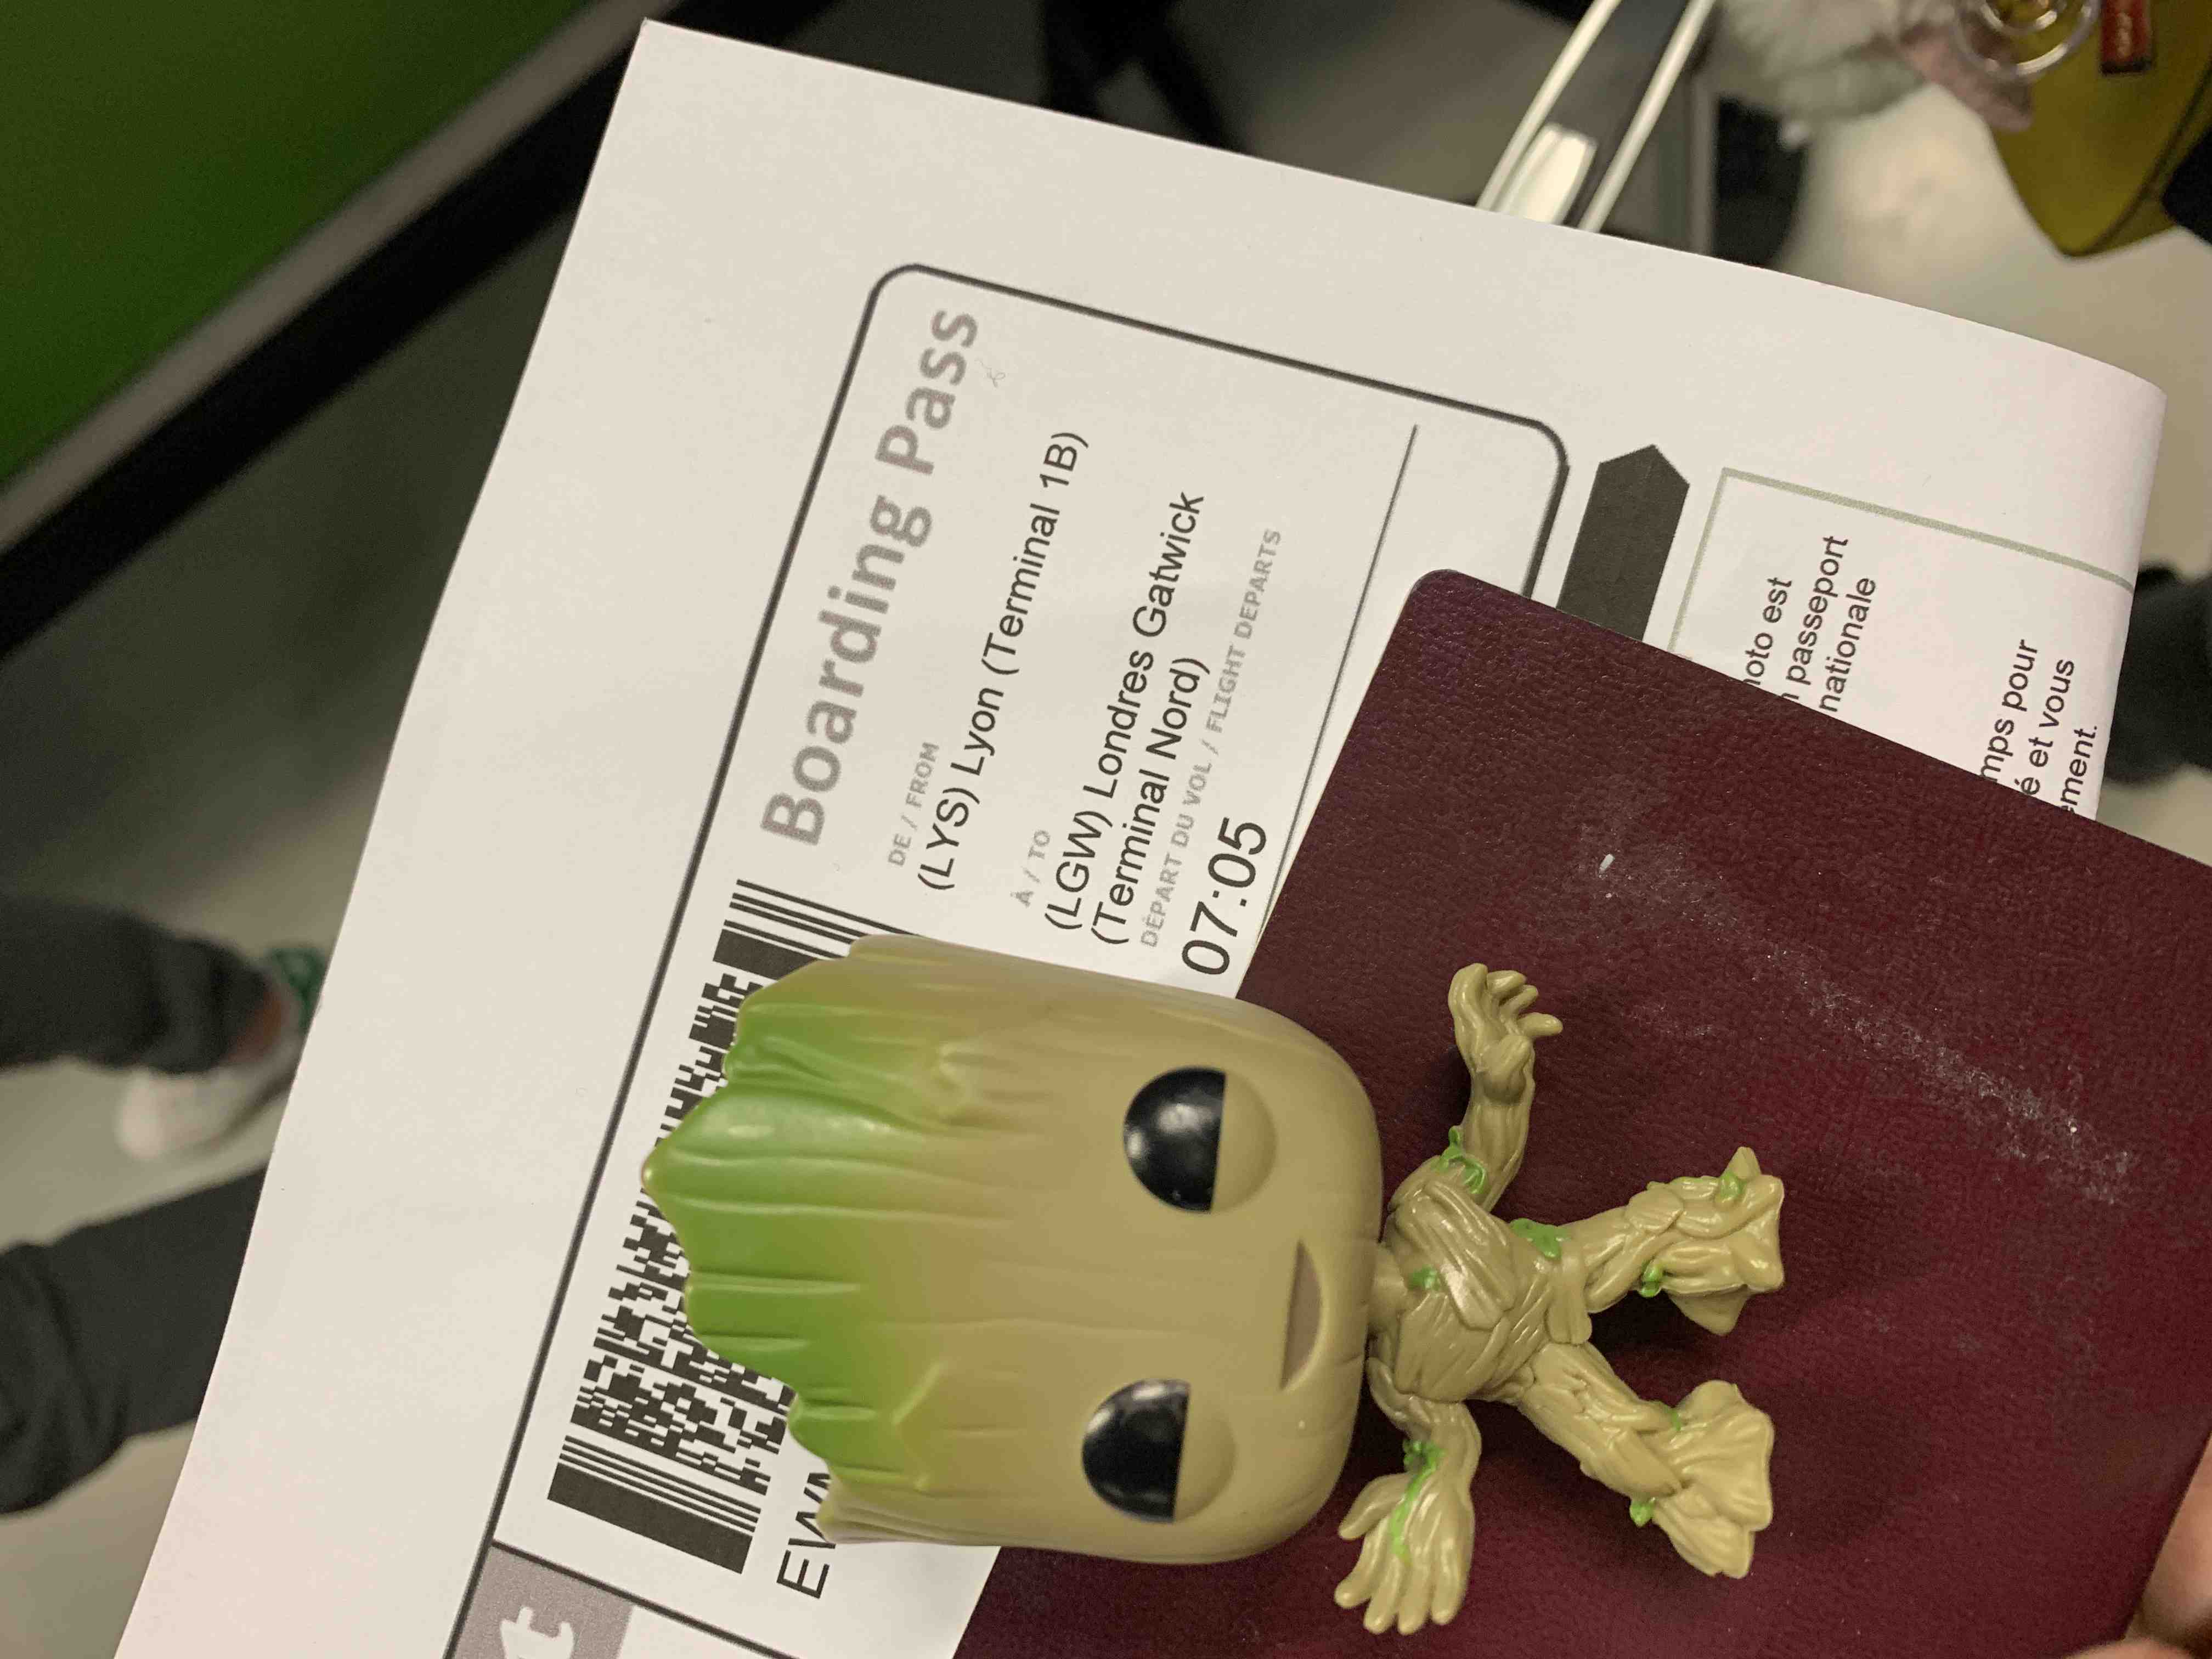 t
EW
Boarding Pass
DE / FROM
(LYS) Lyon (Terminal 1B)
À / TO
(LGW) Londres Gatwick
(Terminal Nord)
DÉPART DU VOL / FLIGHT DEPARTS
07:05
oto est
passeport
nationale
mps pour
é et vous
ement.